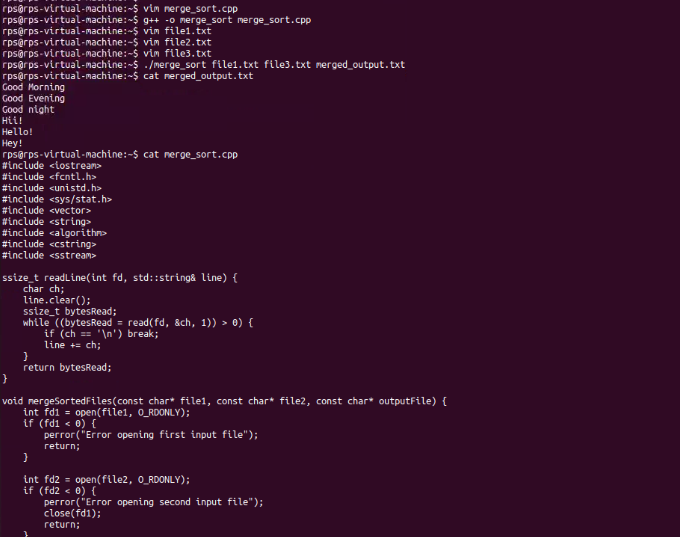 rps@rps-virtual-machine:~$ vim merge_sort.cpp
rps@rps-virtual-machine:~$ g++ -o merge_sort merge_sort.cpp
rps@rps-virtual-machine:~$ vim file1.txt
rps@rps-virtual-machine:~$ vim file2.txt
rps@rps-virtual-machine:~$ vim file3.txt
rps@rps-virtual-machine:~$ ./merge_sort file1.txt file3.txt merged_output.txt
rps@rps-virtual-machine:~$ cat merged_output.txt
Good Morning
Good Evening
Good night
Hii!
Hello!
Hey!
rps@rps-virtual-machine:~$ cat merge_sort.cpp
#include <iostream>
#include <fcntl.h>
#include <unistd.h>
#include <sys/stat.h>
#include <vector>
#include <string>
#include <algorithm>
#include <cstring>
#include <sstream>

ssize_t readLine(int fd, std::string& line) {
    char ch;
    line.clear();
    ssize_t bytesRead;
    while ((bytesRead = read(fd, &ch, 1)) > 0) {
        if (ch == '\n') break;
        line += ch;
    }
    return bytesRead;
}

void mergeSortedFiles(const char* file1, const char* file2, const char* outputFile) {
    int fd1 = open(file1, O_RDONLY);
    if (fd1 < 0) {
        perror("Error opening first input file");
        return;
    }

    int fd2 = open(file2, O_RDONLY);
    if (fd2 < 0) {
        perror("Error opening second input file");
        close(fd1);
        return;
    }